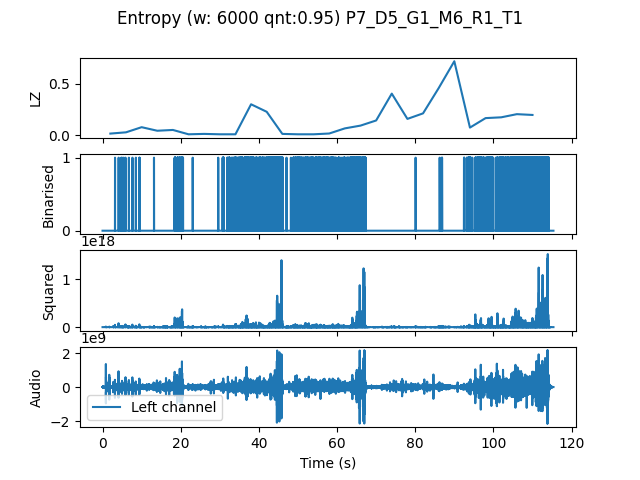 Entropy (w: 6000 qnt:0.95) P7_D5_G1_M6_R1_T1
LZ
0.5
0.0
Binarised
1
0
1e18
Squared
1
0
1e9
Audio
2
0
−2
Left channel
0 20 40 60 80 100 120
Time (s)